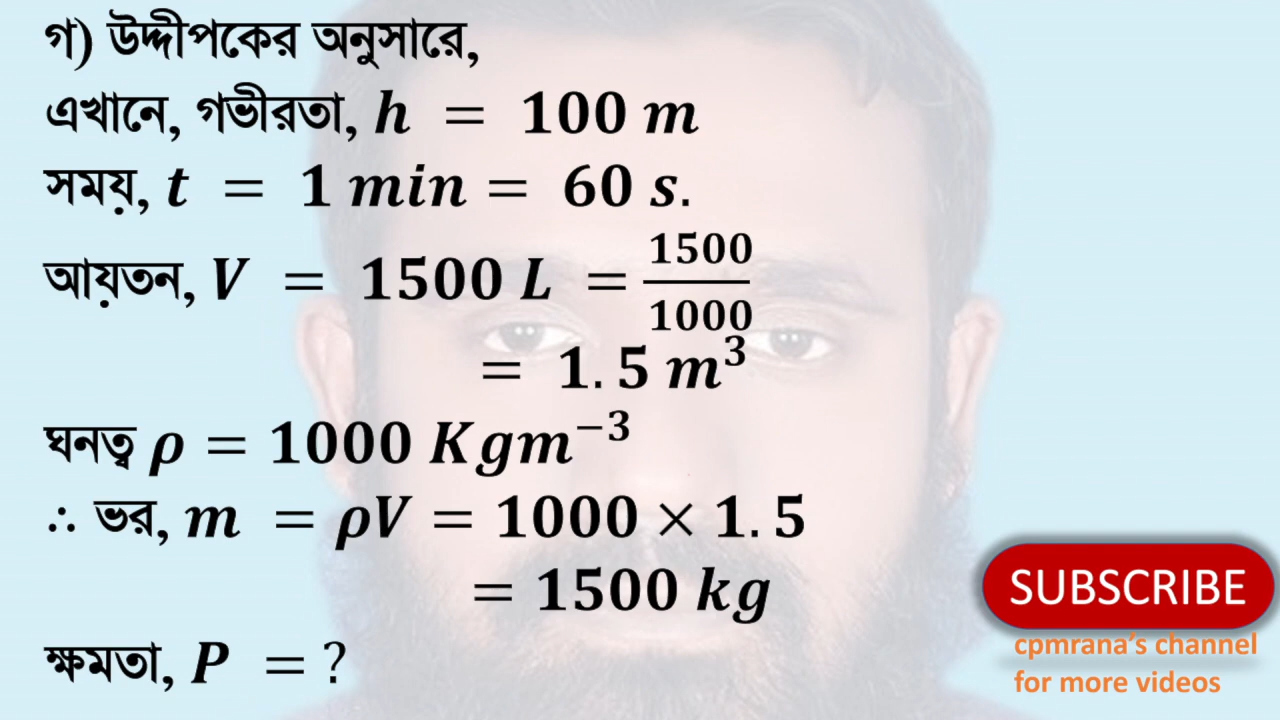 গ) উদ্দীপকের অনুসারে,
এখানে, গভীরতা, h = 100 m
সময়, t = 1 min = 60 s.
আয়তন, V = 1500 L = 1500/1000
= 1.5 m³
ঘনত্ব ρ = 1000 Kgm⁻³
∴ ভর, m = ρV = 1000 × 1.5
= 1500 kg
ক্ষমতা, P = ?
SUBSCRIBE
cpmrana's channel
for more videos